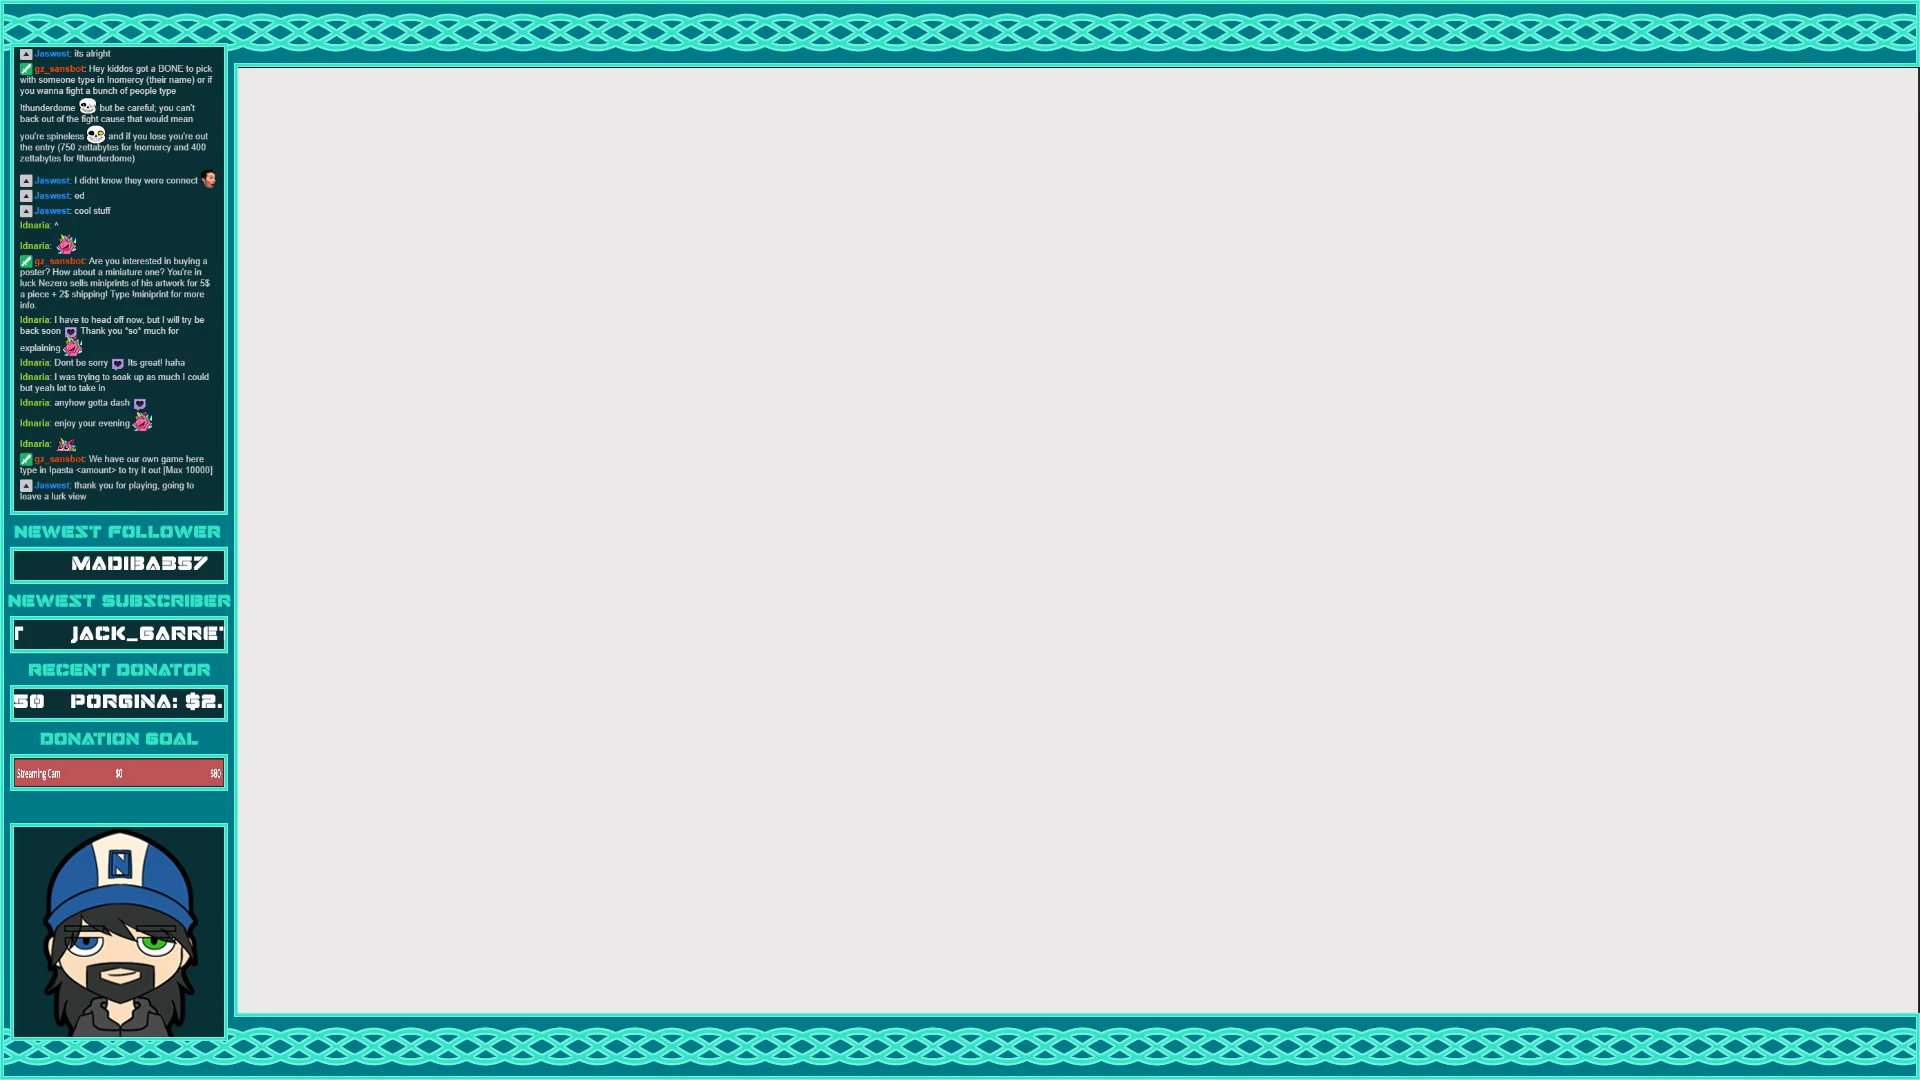 Jaswest: its alright
gz_sansbot: Hey kiddos got a BONE to pick
with someone type in !nomercy (their name) or if
you wanna fight a bunch of people type
!thunderdome but be careful; you can't
back out of the fight cause that would mean
you're spineless and if you lose you're out
the entry (750 zettabytes for !nomercy and 400
zettabytes for !thunderdome)
Jaswest: I didnt know they were connect
Jaswest: ed
Jaswest: cool stuff
Idnaria: ^
Idnaria:
gz_sansbot: Are you interested in buying a
poster? How about a miniature one? You're in
luck Nezero sells miniprints of his artwork for 5$
a piece + 2$ shipping! Type !miniprint for more
info.
Idnaria: I have to head off now, but I will try be
back soon Thank you *so* much for
explaining
Idnaria: Dont be sorry Its great! haha
Idnaria: I was trying to soak up as much I could
but yeah lot to take in
Idnaria: anyhow gotta dash
Idnaria: enjoy your evening
Idnaria:
gz_sansbot: We have our own game here
type in !pasta <amount> to try it out [Max 10000]
Jaswest: thank you for playing, going to
leave a lurk view
NEWEST FOLLOWER
MADIBA357
NEWEST SUBSCRIBER
T JACK_GARRET
RECENT DONATOR
50 PORGINA: $2.
DONATION GOAL
Streaming Cam $0 $80
N